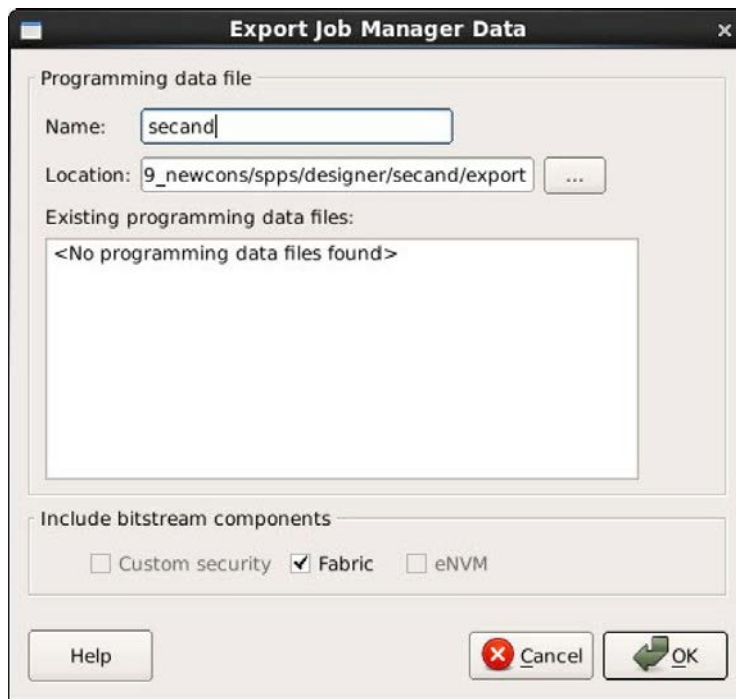 Export Job Manager Data
Programming data file
Name: secand
Location: 9_newcons/spps/designer/secand/export ...
Existing programming data files:
<No programming data files found>
Include bitstream components
Custom security Fabric eNVM
Help Cancel OK